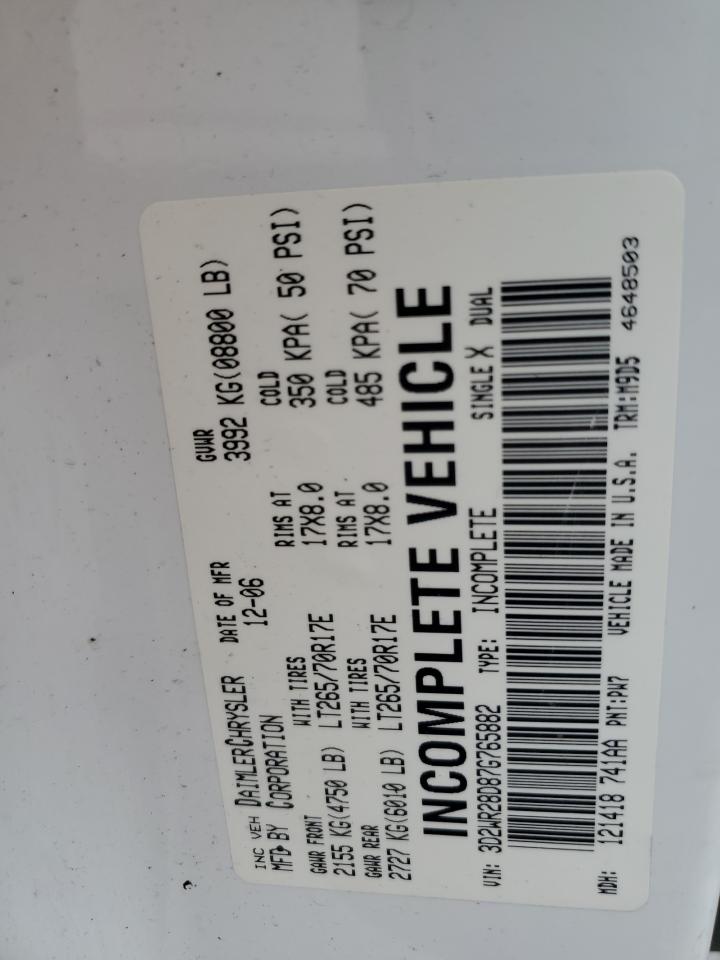 INC VEH DAIMLERCHRYSLER DATE OF MFR GVWR
MFD BY CORPORATION 12-06 3992 KG(08800 LB)
GAWR FRONT WITH TIRES RIMS AT COLD
2155 KG(4750 LB) LT265/70R17E 17X8.0 350 KPA( 50 PSI)
GAWR REAR WITH TIRES RIMS AT COLD
2727 KG(6010 LB) LT265/70R17E 17X8.0 485 KPA( 70 PSI)
INCOMPLETE VEHICLE
VIN: 3D2WR28D87G765882 TYPE: INCOMPLETE SINGLE X DUAL
MDH: 121418 741AA PNT:PW7 VEHICLE MADE IN U.S.A. TRM:M9D5 4648503